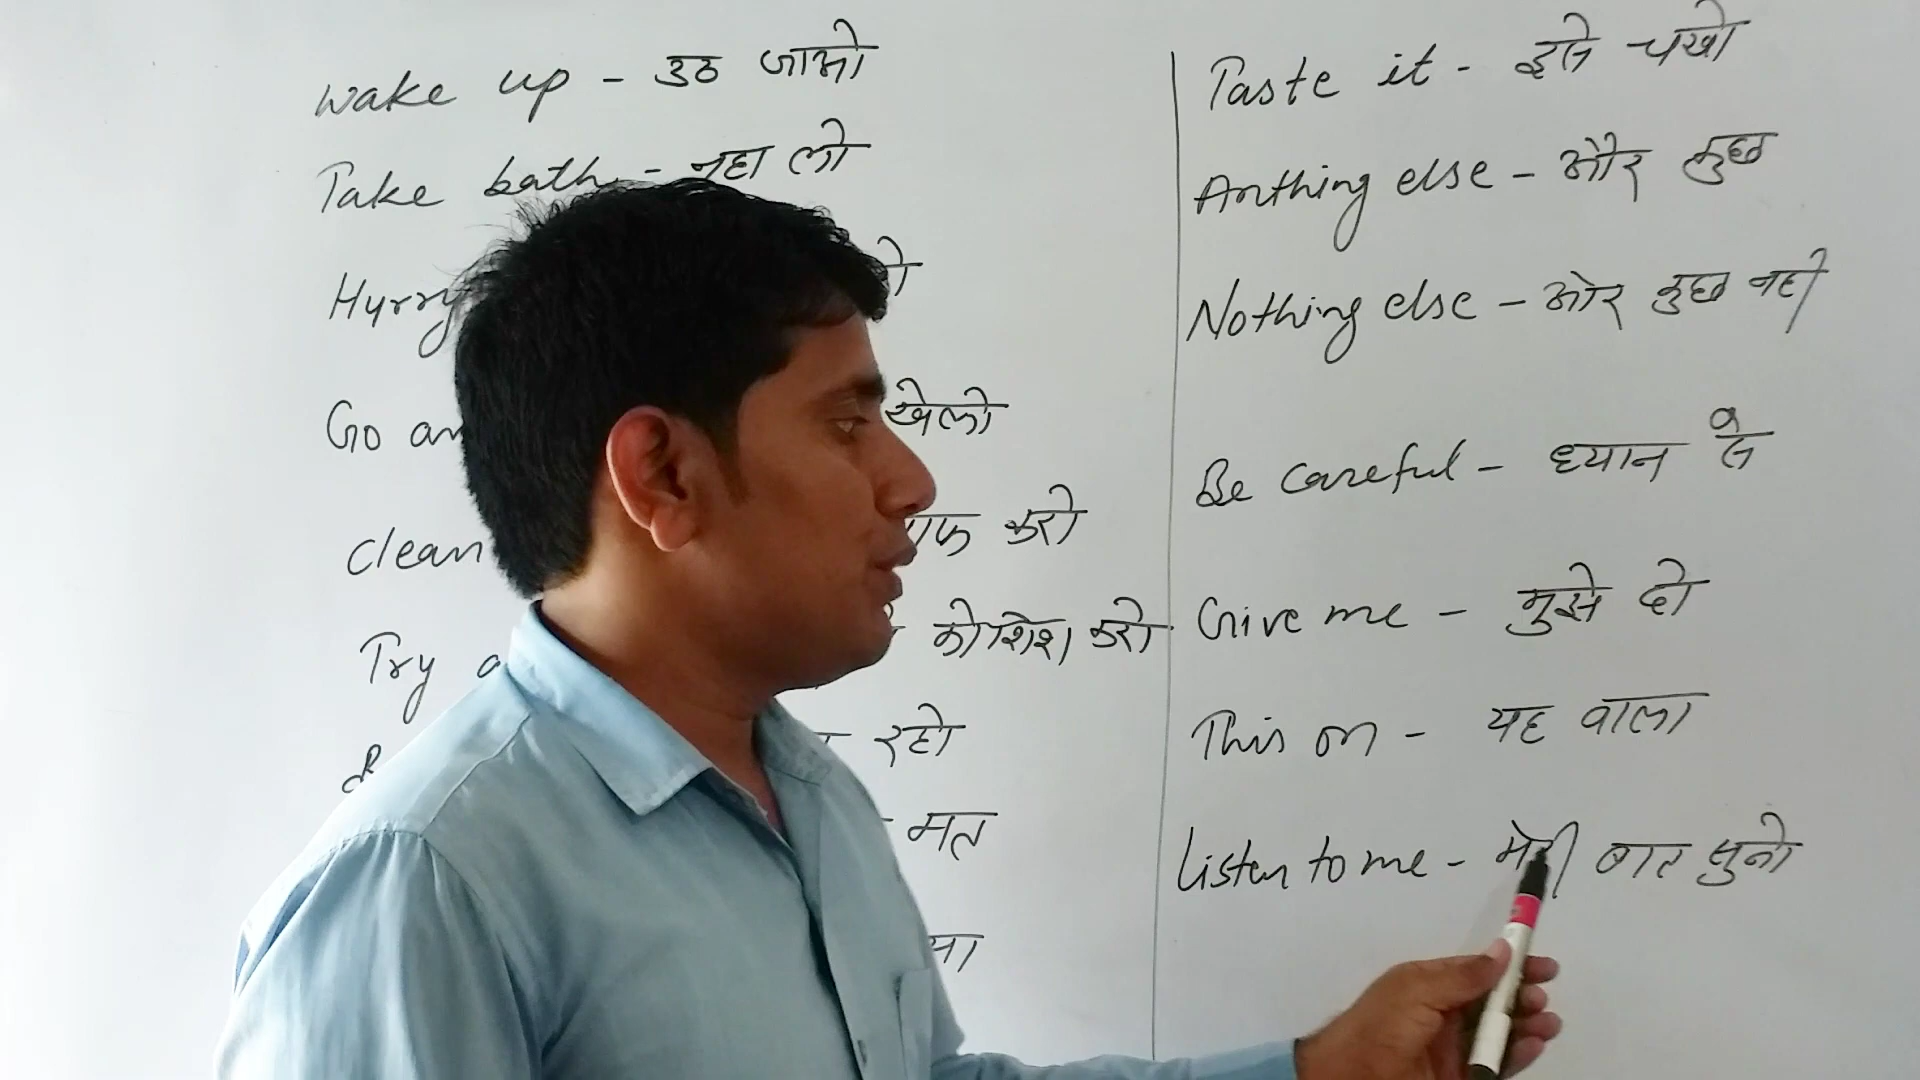 wake up - उठ जाओ
Take bath - नहा लो
Hurry
Go an खेलो
clean करो
Try a कोशिश करो
रहो
मत
Taste it - इसे चखो
Anthing else - और कुछ
Nothing else - और कुछ नही
Be Careful - ध्यान से
Give me - मुझे दो
This on - यह वाला
Listen to me - मेरी बात सुनो